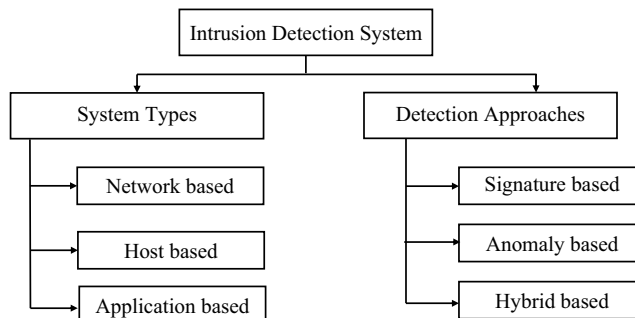 Intrusion Detection System
System Types
Detection Approaches
Network based
Signature based
Host based
Anomaly based
Application based
Hybrid based